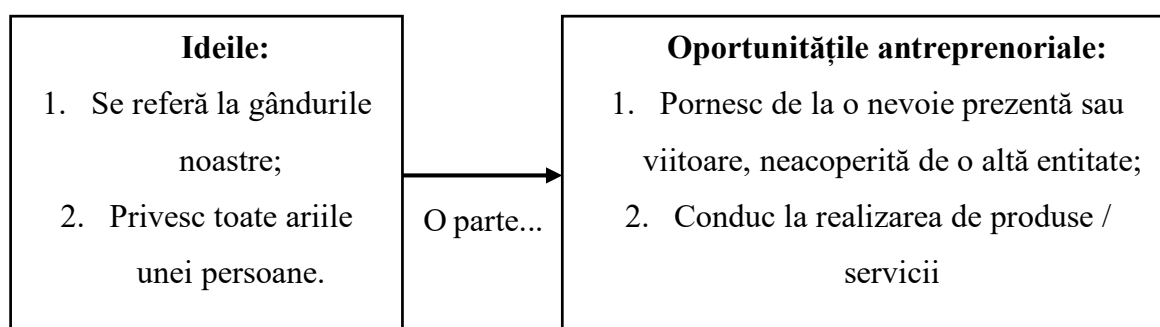 Ideile:
1. Se referă la gândurile
noastre;
2. Privesc toate ariile
unei persoane.
O parte...
Oportunitățile antreprenoriale:
1. Pornesc de la o nevoie prezentă sau
viitoare, neacoperită de o altă entitate;
2. Conduc la realizarea de produse /
servicii